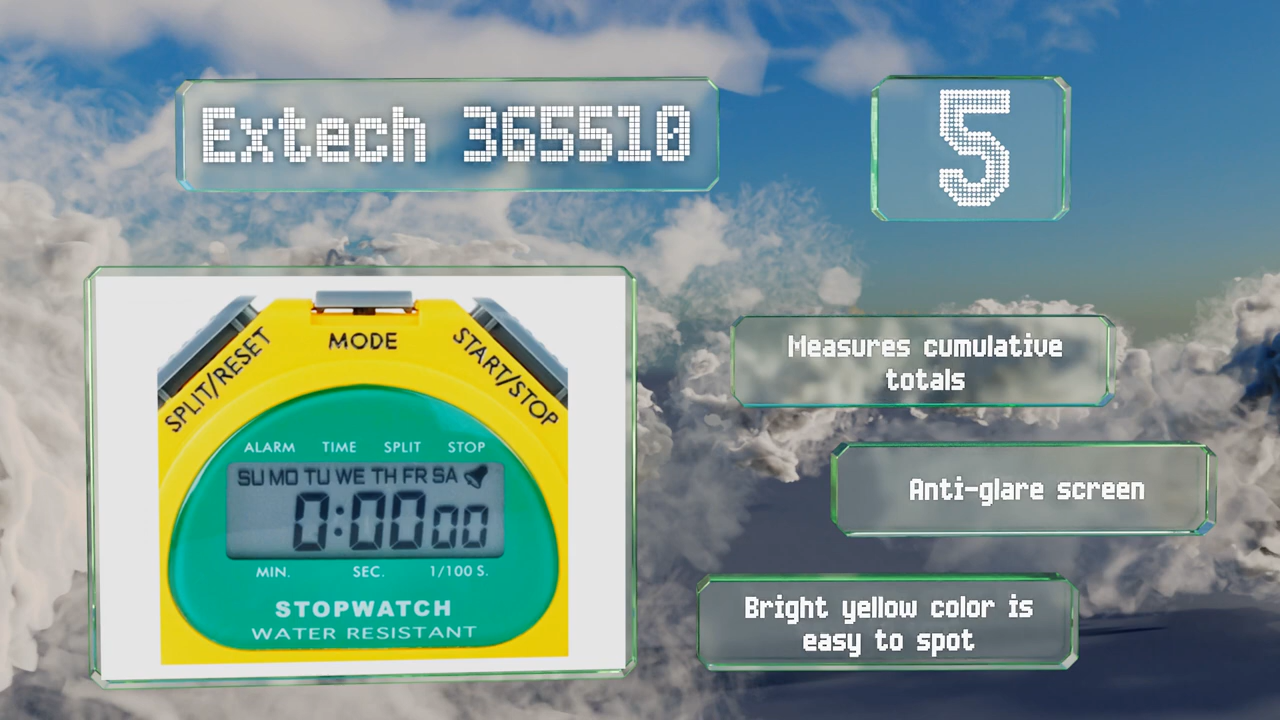 Extech 365510
5
SPLIT/RESET
MODE
START/STOP
ALARM TIME SPLIT STOP
SU MO TU WE TH FR SA
0:00 00
MIN. SEC. 1/100 S.
STOPWATCH
WATER RESISTANT
Measures cumulative
totals
Anti-glare screen
Bright yellow color is
easy to spot